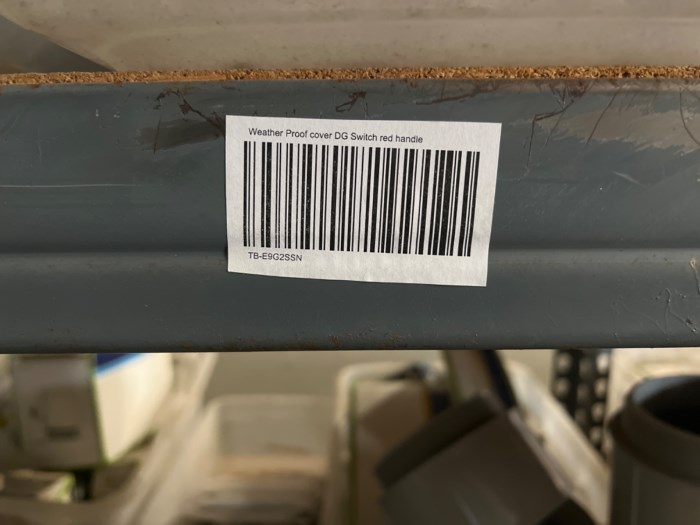 Weather Proof cover DG Switch red handle
TB-E9G2SSN